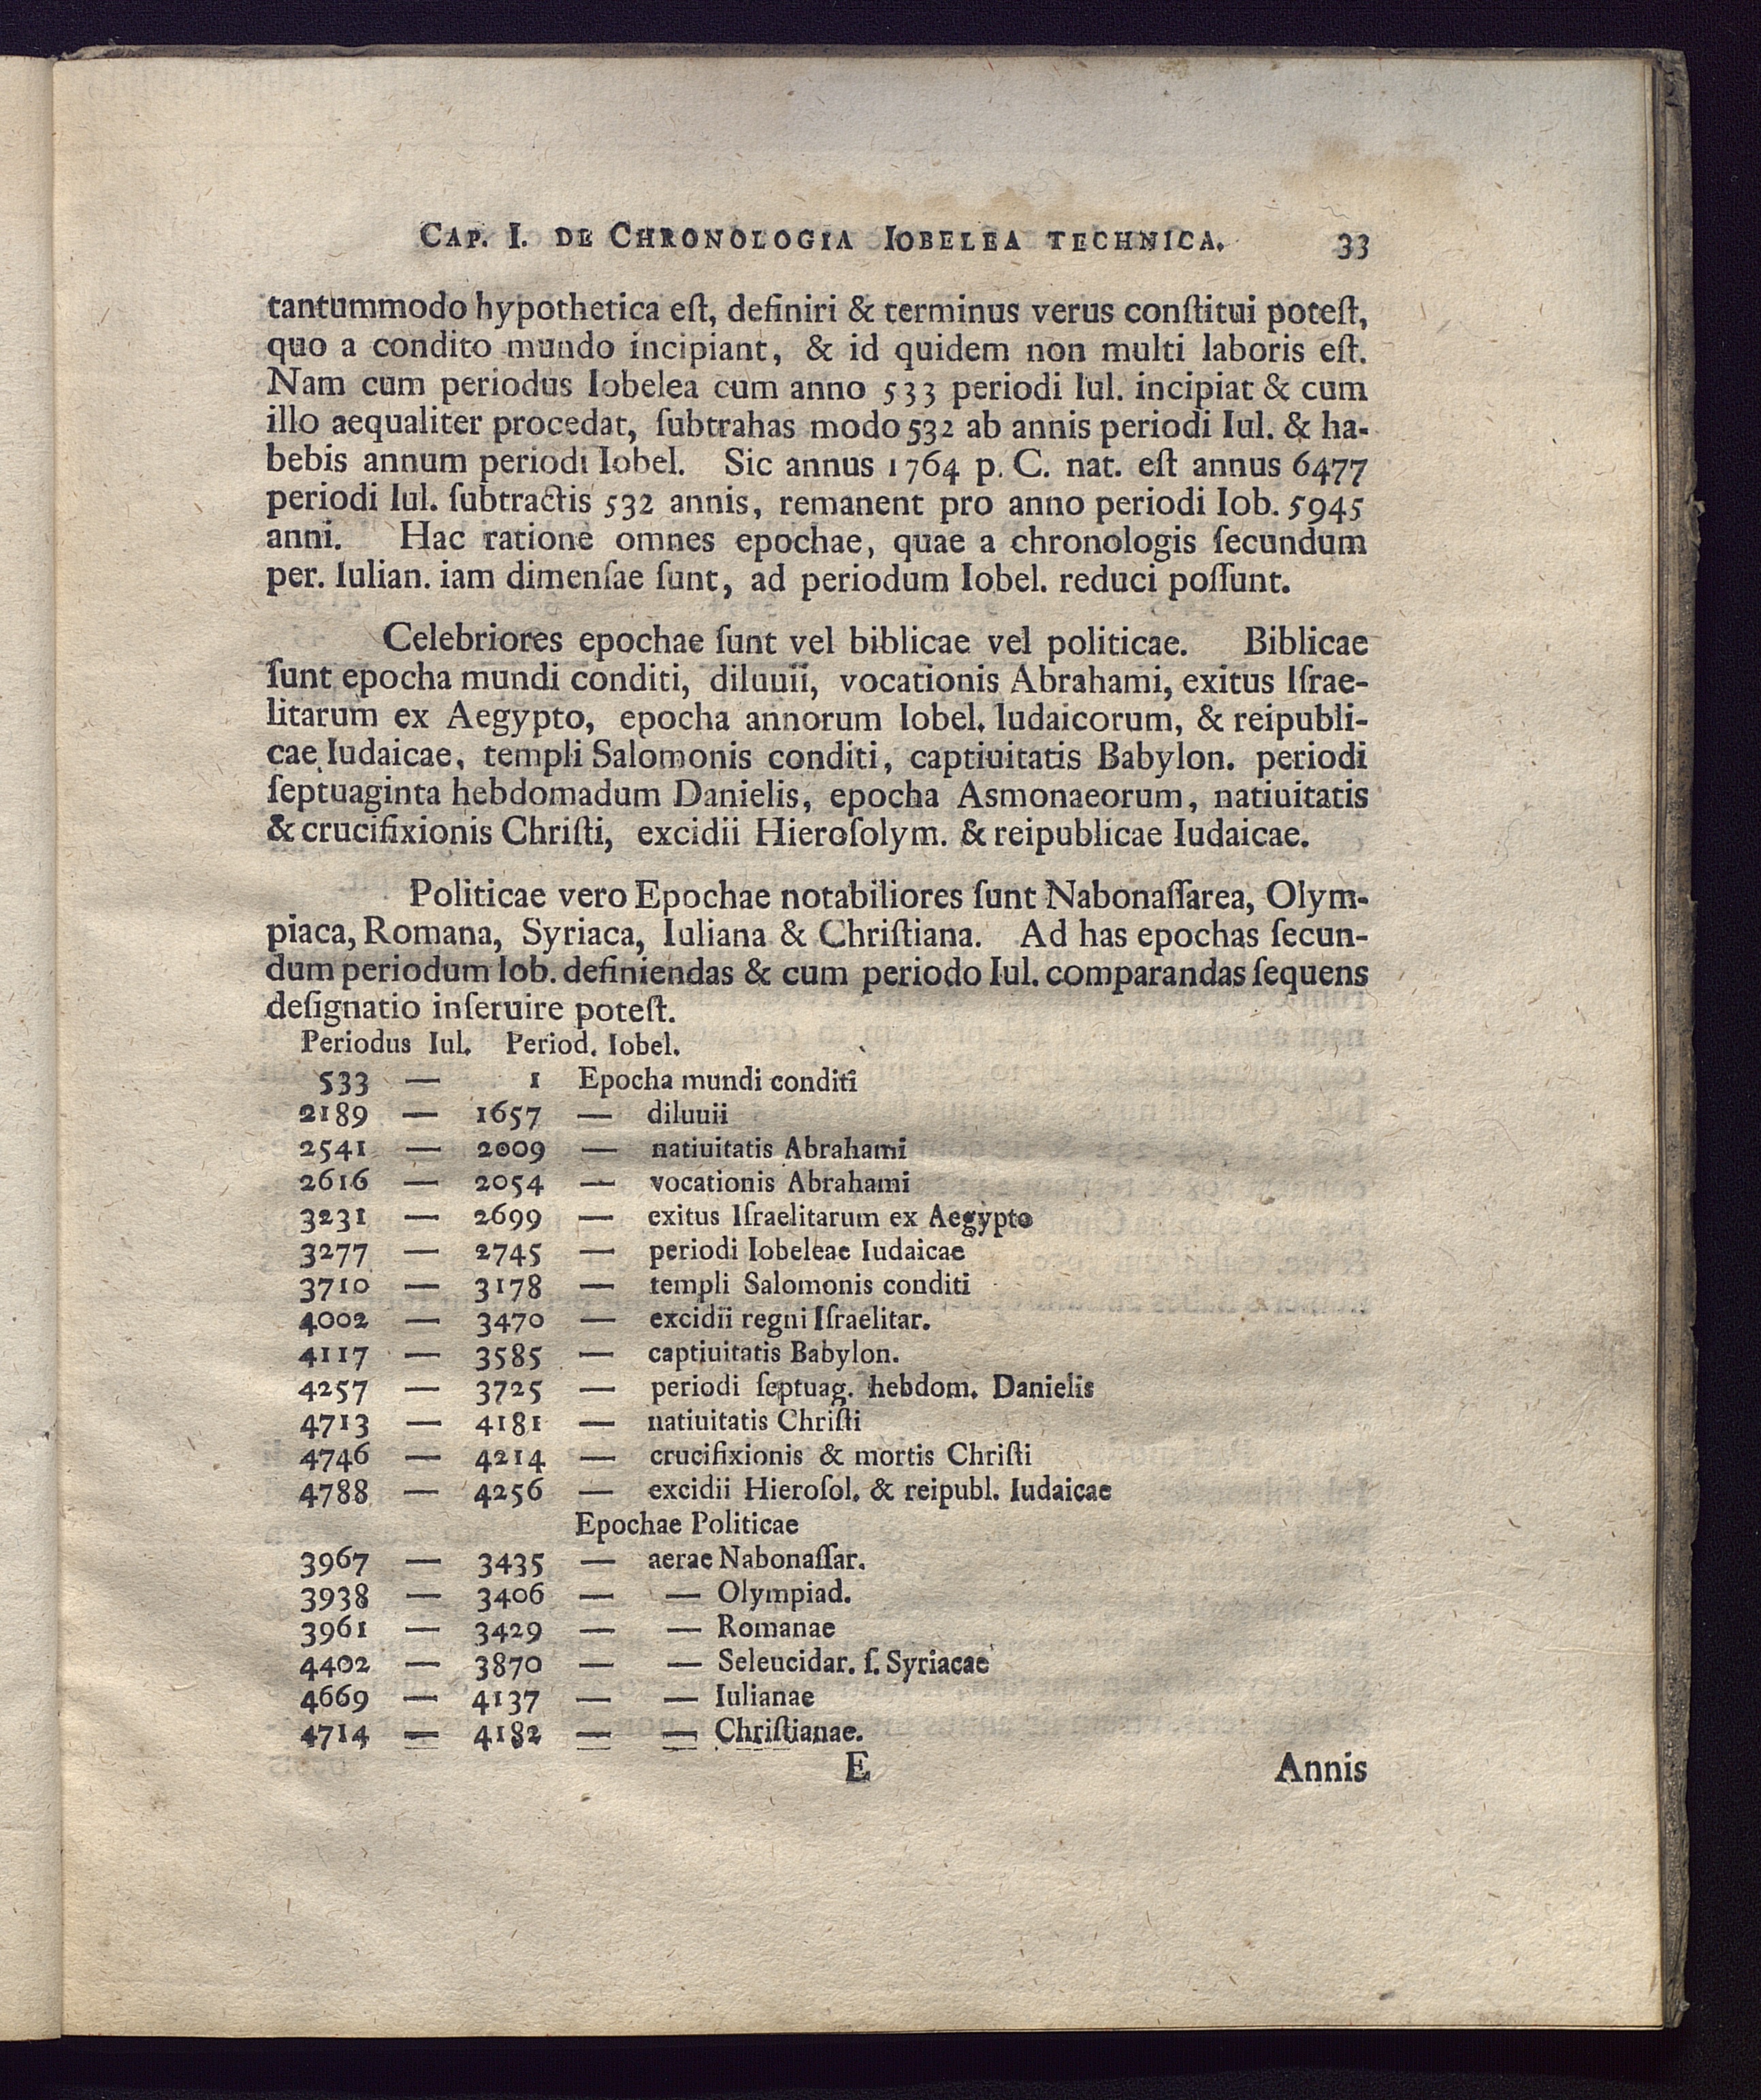 CAP. I. DE CHRONOLOGIA IOBELEA TECHNICA. 33
tantummodo hypothetica eſt, definiri & terminus verus conſtitui poteſt,
quo a condito mundo incipiant, & id quidem non multi laboris eſt.
Nam cum periodus Iobelea cum anno 533 periodi Iul. incipiat & cum
illo aequaliter procedat, ſubtrahas modo 532 ab annis periodi Iul. & ha-
bebis annum periodi Iobel. Sic annus 1764 p. C. nat. eſt annus 6477
periodi Iul. ſubtractis 532 annis, remanent pro anno periodi Iob. 5945
anni. Hac ratione omnes epochae, quae a chronologis ſecundum
per. Iulian. iam dimenſae ſunt, ad periodum Iobel. reduci poſſunt.
Celebriores epochae ſunt vel biblicae vel politicae. Biblicae
ſunt epocha mundi conditi, diluuii, vocationis Abrahami, exitus Iſrae-
litarum ex Aegypto, epocha annorum Iobel. Iudaicorum, & reipubli-
cae Iudaicae, templi Salomonis conditi, captiuitatis Babylon. periodi
ſeptuaginta hebdomadum Danielis, epocha Asmonaeorum, natiuitatis
& crucifixionis Chriſti, excidii Hieroſolym. & reipublicae Iudaicae.
Politicae vero Epochae notabiliores ſunt Nabonaſſarea, Olym-
piaca, Romana, Syriaca, Iuliana & Chriſtiana. Ad has epochas ſecun-
dum periodum Iob. definiendas & cum periodo Iul. comparandas ſequens
deſignatio inſeruire poteſt.
Periodus Iul. Period. Iobel.
533 — 1 Epocha mundi conditi
2189 — 1657 — diluuii
2541 — 2009 — natiuitatis Abrahami
2616 — 2054 — vocationis Abrahami
3231 — 2699 — exitus Iſraelitarum ex Aegypto
3277 — 2745 — periodi Iobeleae Iudaicae
3710 — 3178 — templi Salomonis conditi
4002 — 3470 — excidii regni Iſraelitar.
4117 — 3585 — captiuitatis Babylon.
4257 — 3725 — periodi ſeptuag. hebdom. Danielis
4713 — 4181 — natiuitatis Chriſti
4746 — 4214 — crucifixionis & mortis Chriſti
4788 — 4256 — excidii Hieroſol. & reipubl. Iudaicae
Epochae Politicae
3967 — 3435 — aerae Nabonaſſar.
3938 — 3406 — — Olympiad.
3961 — 3429 — — Romanae
4402 — 3870 — — Seleucidar. ſ. Syriacae
4669 — 4137 — — Iulianae
4714 — 4182 — — Chriſtianae.
E Annis